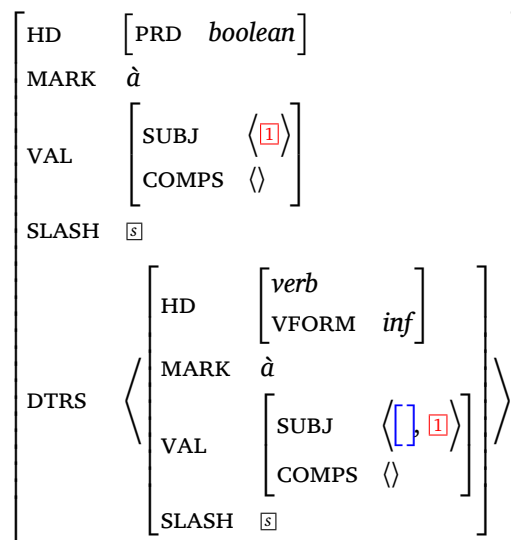 HD [PRD boolean]
MARK à
VAL [SUBJ ⟨[1]⟩
COMPS ⟨⟩]
SLASH [s]
DTRS ⟨[HD [verb
VFORM inf]
MARK à
VAL [SUBJ ⟨[ ], [1]⟩
COMPS ⟨⟩]
SLASH [s]]⟩